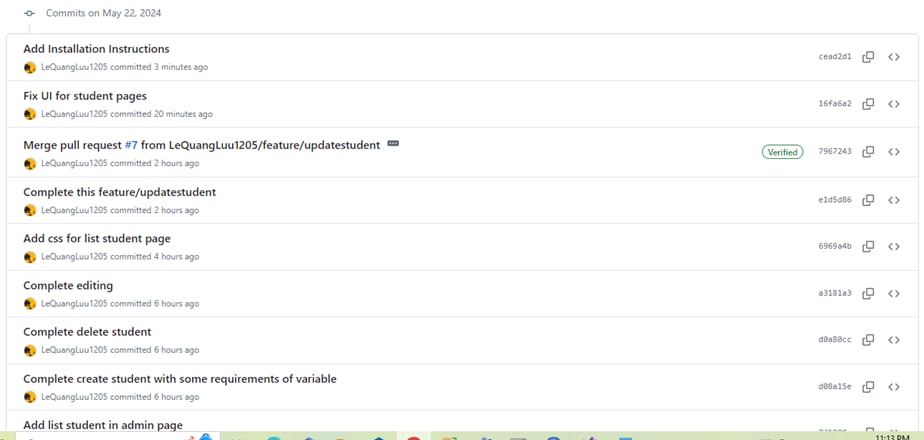 Commits on May 22, 2024
Add Installation Instructions
LeQuangLuu1205 committed 3 minutes ago
cead2d1
Fix UI for student pages
LeQuangLuu1205 committed 20 minutes ago
16fa6a2
Merge pull request #7 from LeQuangLuu1205/feature/updatestudent
LeQuangLuu1205 committed 2 hours ago
Verified
7967243
Complete this feature/updatestudent
LeQuangLuu1205 committed 2 hours ago
e1d5d86
Add css for list student page
LeQuangLuu1205 committed 4 hours ago
6969a4b
Complete editing
LeQuangLuu1205 committed 6 hours ago
a3181a3
Complete delete student
LeQuangLuu1205 committed 6 hours ago
d0a80cc
Complete create student with some requirements of variable
LeQuangLuu1205 committed 6 hours ago
d08a15e
Add list student in admin page
11:13 PM